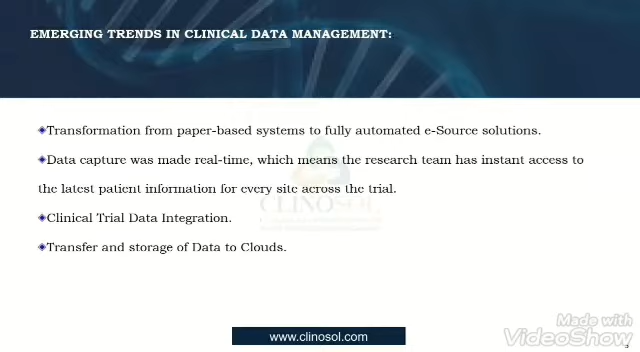 EMERGING TRENDS IN CLINICAL DATA MANAGEMENT:
Transformation from paper-based systems to fully automated e-Source solutions.
Data capture was made real-time, which means the research team has instant access to
the latest patient information for every site across the trial.
CLINOSOL
Clinical Trial Data Integration.
Transfer and storage of Data to Clouds.
www.clinosol.com
Made with
VideoShow